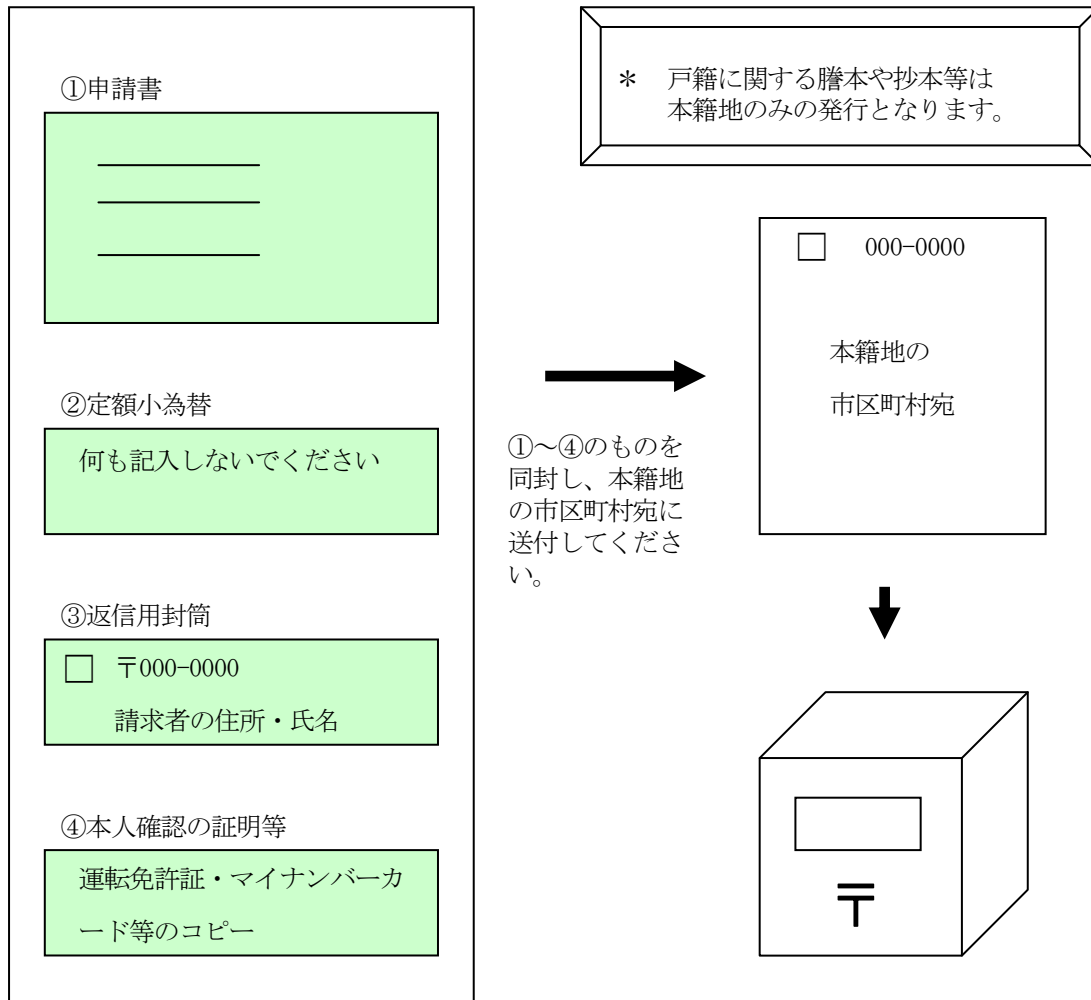 ①申請書
②定額小為替
何も記入しないでください
③返信用封筒
〒000-0000
請求者の住所・氏名
④本人確認の証明等
運転免許証・マイナンバーカ
ード等のコピー
①～④のものを
同封し、本籍地
の市区町村宛に
送付してくださ
い。
＊　戸籍に関する謄本や抄本等は
本籍地のみの発行となります。
000-0000
本籍地の
市区町村宛
〒